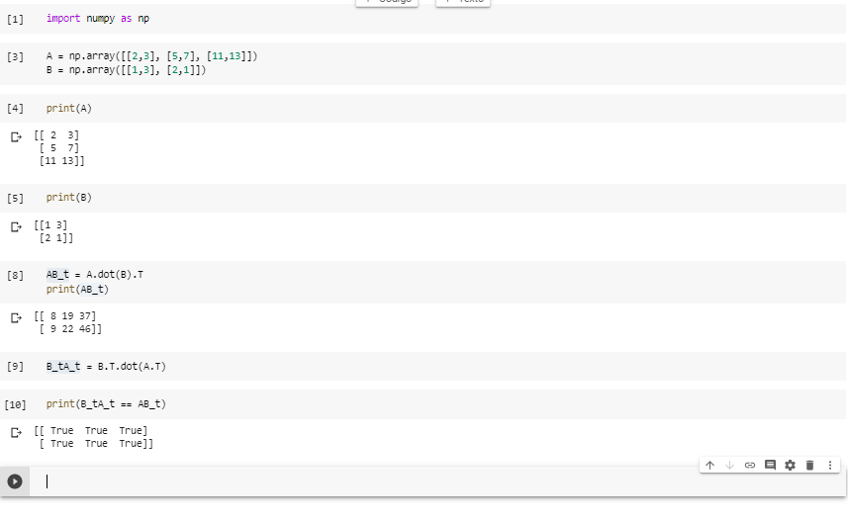 + Código + Texto
[1] import numpy as np
[3] A = np.array([[2,3], [5,7], [11,13]])
B = np.array([[1,3], [2,1]])
[4] print(A)
[[ 2  3]
[ 5  7]
[11 13]]
[5] print(B)
[[1 3]
[2 1]]
[8] AB_t = A.dot(B).T
print(AB_t)
[[ 8 19 37]
[ 9 22 46]]
[9] B_tA_t = B.T.dot(A.T)
[10] print(B_tA_t == AB_t)
[[ True  True  True]
[ True  True  True]]